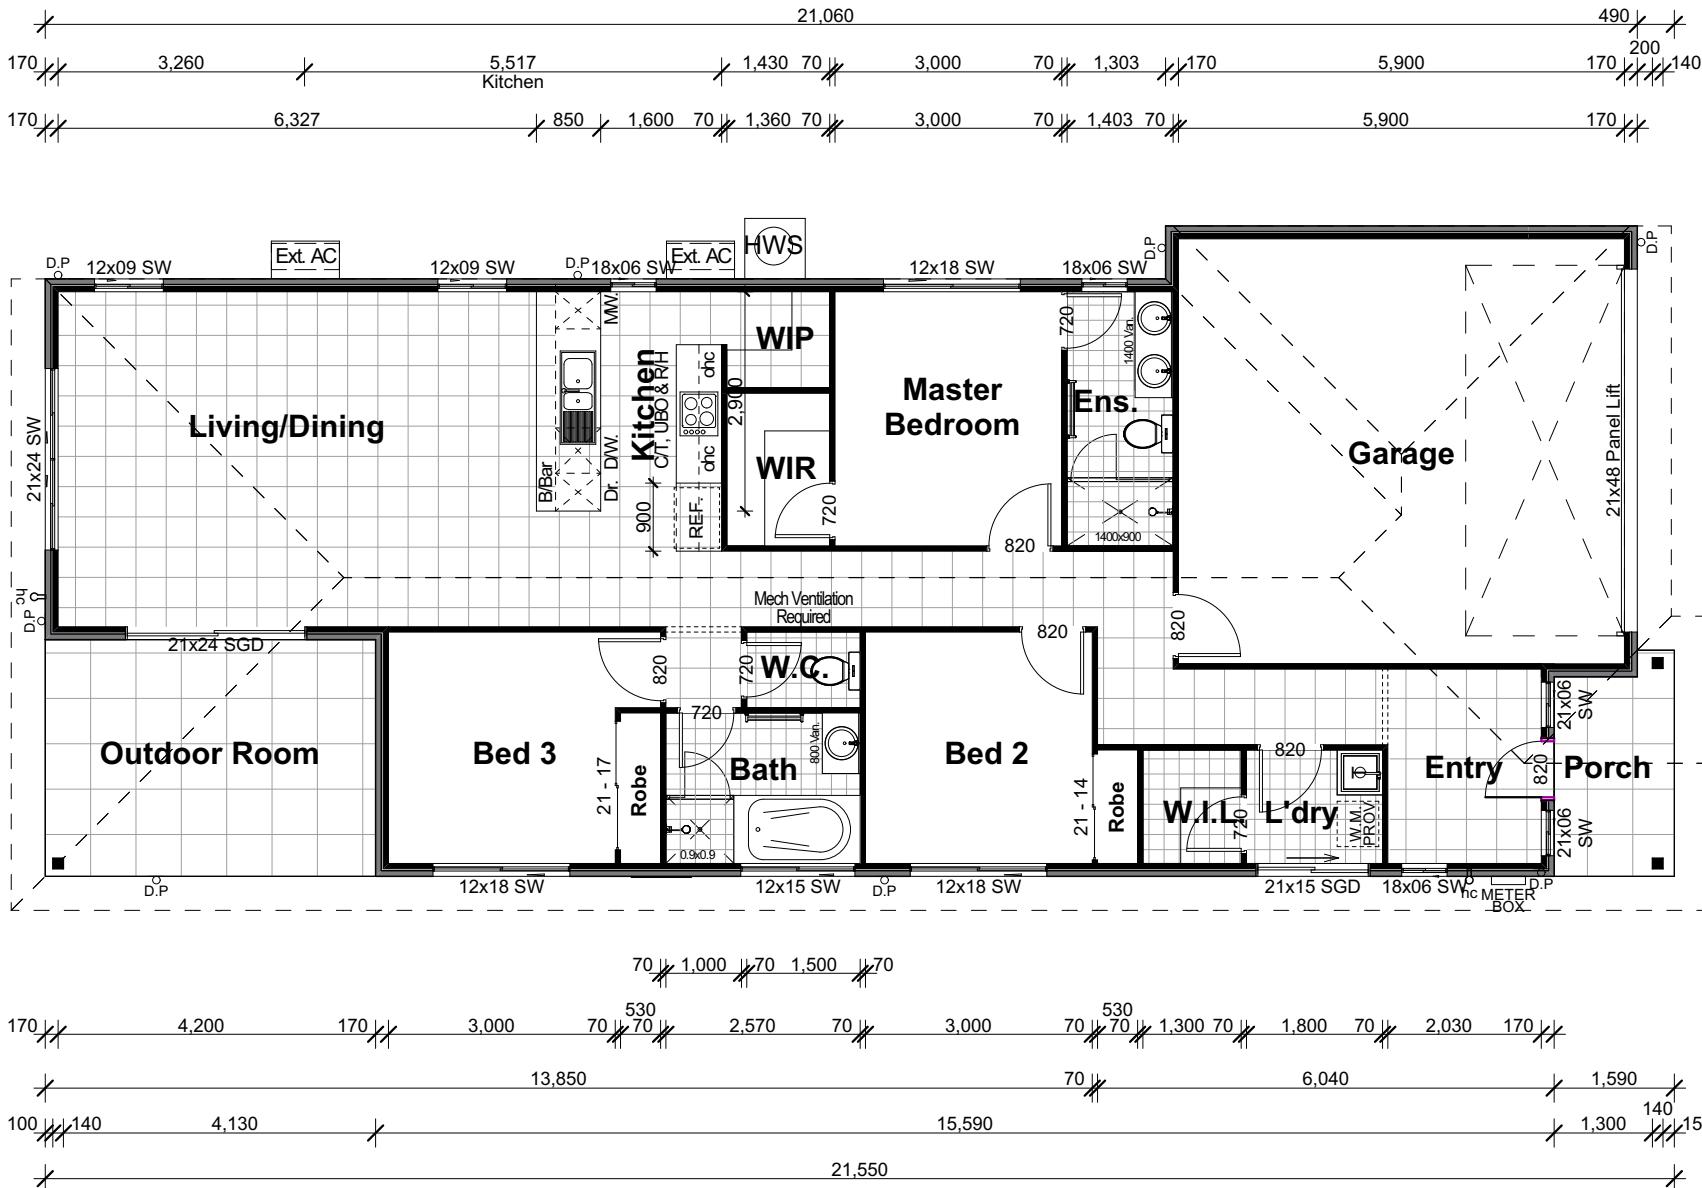 21,060 490
170 3,260 5,517 1,430 70 3,000 70 1,303 170 5,900 170 200 140
Kitchen
170 6,327 850 1,600 70 1,360 70 3,000 70 1,403 70 5,900 170
HWS
Ext. AC
Ext. AC
D.P
D.P
D.P
D.P
12x09 SW
12x09 SW
18x06 SW
12x18 SW
18x06 SW
MW.
WIP
720
1400 Van.
Kitchen
C/T, UBO & R/H
ohc
2,900
Master
Bedroom
Ens.
21x48 Panel Lift
Living/Dining
21x24 SW
Garage
B/Bar
Dr.
D/W.
ohc
WIR
900
REF.
720
820
1400x900
hc
D.P
Mech Ventilation
Required
820
820
21x24 SGD
820
720
W.C.
720
21x06
SW
Outdoor Room
Bed 3
21 - 17
Robe
Bath
800 Van.
Bed 2
21 - 14
Robe
820
W.I.L
720
L'dry
W.M.
PROV.
Entry
820
Porch
21x06
SW
0.9x0.9
D.P
12x18 SW
12x15 SW
D.P
12x18 SW
21x15 SGD
18x06 SW
hc
METER
BOX
D.P
70 1,000 70 1,500 70
530 530
170 4,200 170 3,000 70 70 2,570 70 3,000 70 70 1,300 70 1,800 70 2,030 170
13,850 70 6,040 1,590
100 140 4,130 15,590 1,300 140 15
21,550